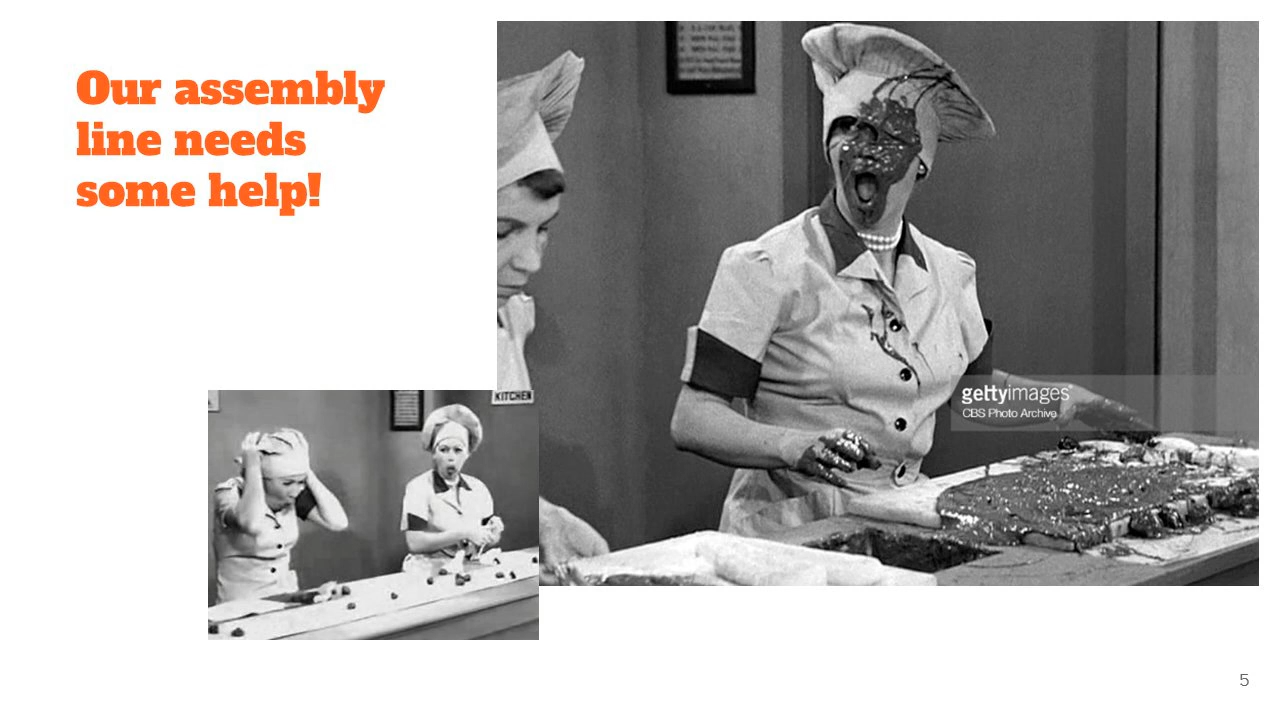 Our assembly
line needs
some help!
KITCHEN
gettyimages
CBS Photo Archive
5